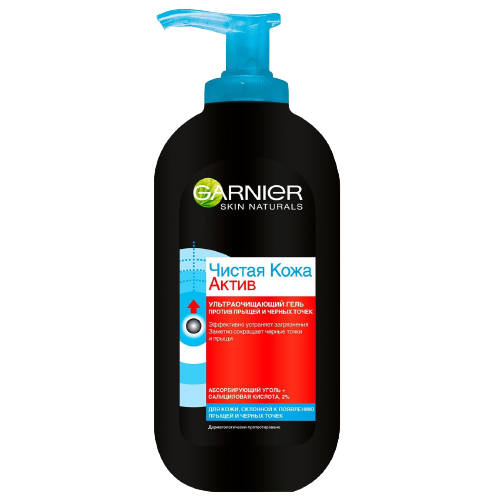 GARNIER
SKIN NATURALS
Чистая Кожа
Актив
УЛЬТРАОЧИЩАЮЩИЙ ГЕЛЬ
ПРОТИВ ПРЫЩЕЙ И ЧЕРНЫХ ТОЧЕК
Эффективно устраняет загрязнения
Заметно сокращает черные точки
и прыщи
АБСОРБИРУЮЩИЙ УГОЛЬ +
САЛИЦИЛОВАЯ КИСЛОТА, 2%
ДЛЯ КОЖИ, СКЛОННОЙ К ПОЯВЛЕНИЮ
ПРЫЩЕЙ И ЧЕРНЫХ ТОЧЕК
Дерматологически протестировано